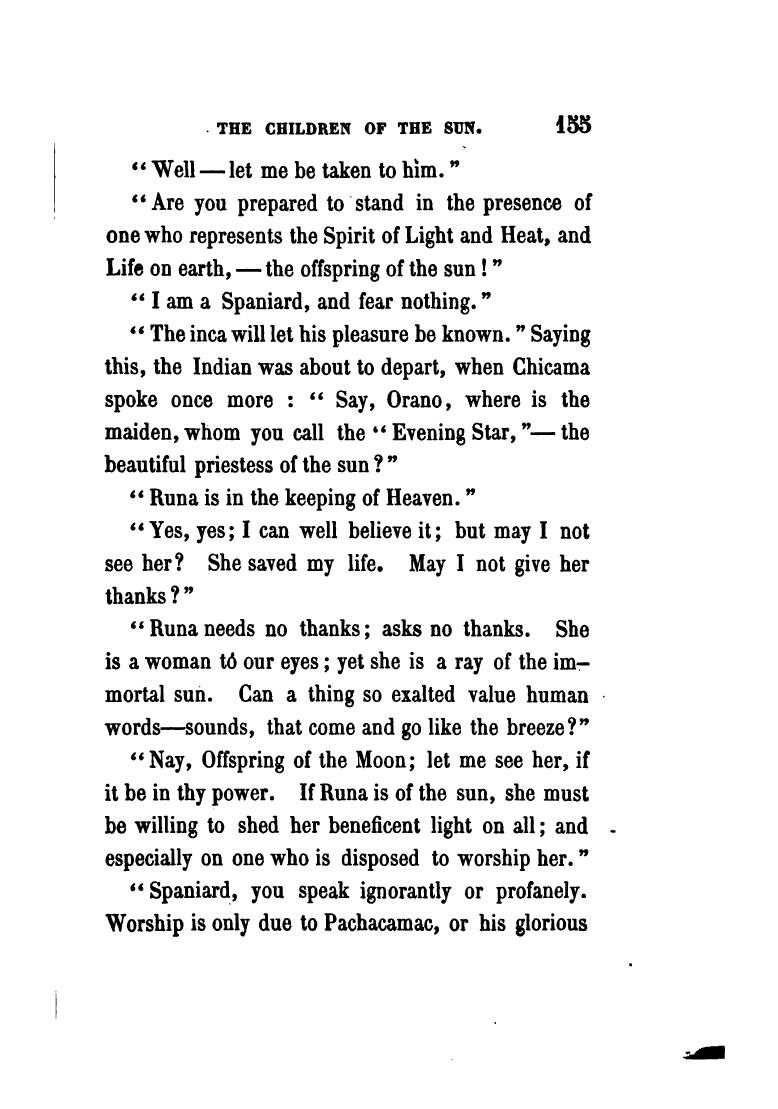 THE CHILDREN OF THE SUN. 155
“Well — let me be taken to him.”
“Are you prepared to stand in the presence of
one who represents the Spirit of Light and Heat, and
Life on earth, — the offspring of the sun !”
“I am a Spaniard, and fear nothing.”
“The inca will let his pleasure be known.” Saying
this, the Indian was about to depart, when Chicama
spoke once more : “ Say, Orano, where is the
maiden, whom you call the “ Evening Star, ”— the
beautiful priestess of the sun ?”
“Runa is in the keeping of Heaven.”
“Yes, yes; I can well believe it; but may I not
see her? She saved my life. May I not give her
thanks ?”
“Runa needs no thanks; asks no thanks. She
is a woman tó our eyes; yet she is a ray of the im-
mortal sun. Can a thing so exalted value human
words—sounds, that come and go like the breeze?”
“Nay, Offspring of the Moon; let me see her, if
it be in thy power. If Runa is of the sun, she must
be willing to shed her beneficent light on all; and
especially on one who is disposed to worship her.”
“Spaniard, you speak ignorantly or profanely.
Worship is only due to Pachacamac, or his glorious